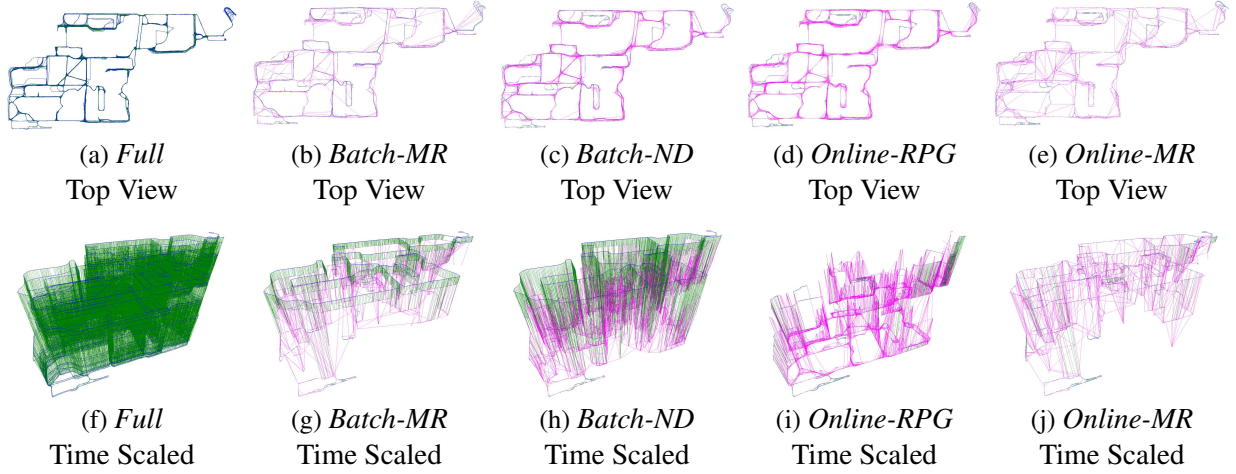 (a) Full
Top View
(b) Batch-MR
Top View
(c) Batch-ND
Top View
(d) Online-RPG
Top View
(e) Online-MR
Top View
(f) Full
Time Scaled
(g) Batch-MR
Time Scaled
(h) Batch-ND
Time Scaled
(i) Online-RPG
Time Scaled
(j) Online-MR
Time Scaled